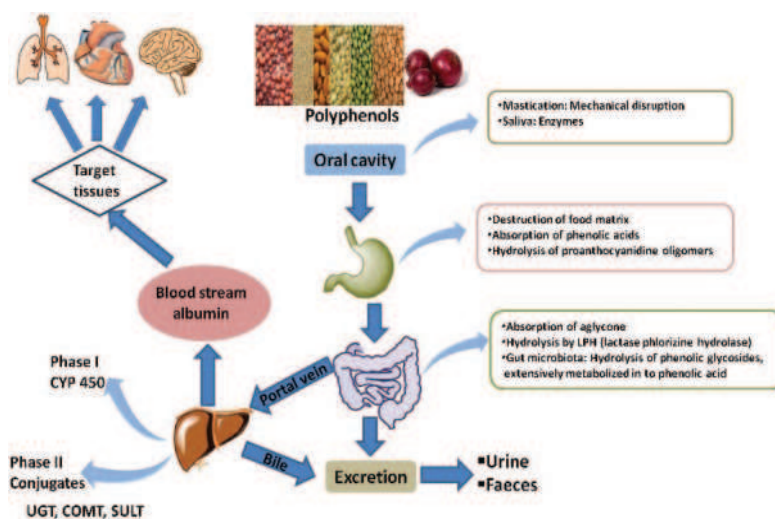 Polyphenols
Oral cavity
•Mastication: Mechanical disruption
•Saliva: Enzymes
•Destruction of food matrix
•Absorption of phenolic acids
•Hydrolysis of proanthocyanidine oligomers
•Absorption of aglycone
•Hydrolysis by LPH (lactase phlorizine hydrolase)
•Gut microbiota: Hydrolysis of phenolic glycosides,
extensively metabolized in to phenolic acid
Target
tissues
Blood stream
albumin
Portal vein
Phase I
CYP 450
Phase II
Conjugates
UGT, COMT, SULT
Bile
Excretion
▪Urine
▪Faeces